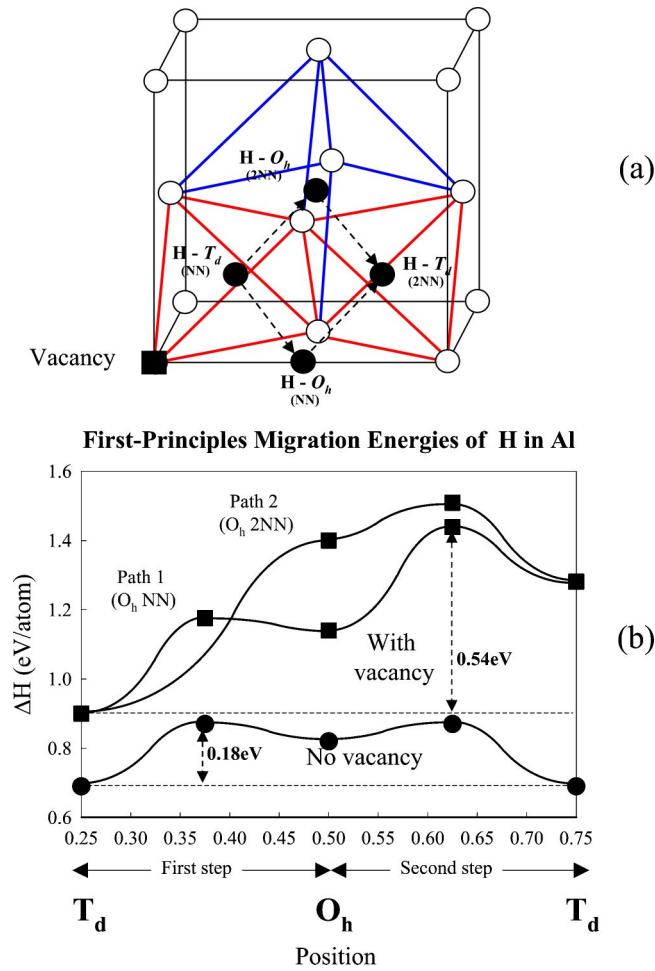 (a)
H - Oh
(2NN)
H - Td
(NN)
H - Td
(2NN)
Vacancy
H - Oh
(NN)
First-Principles Migration Energies of H in Al
1.6
1.4
1.2
1.0
0.8
0.6
ΔH (eV/atom)
Path 2
(Oh 2NN)
Path 1
(Oh NN)
With
vacancy
0.54eV
0.18eV
No vacancy
(b)
0.25 0.30 0.35 0.40 0.45 0.50 0.55 0.60 0.65 0.70 0.75
First step Second step
Td Oh Td
Position